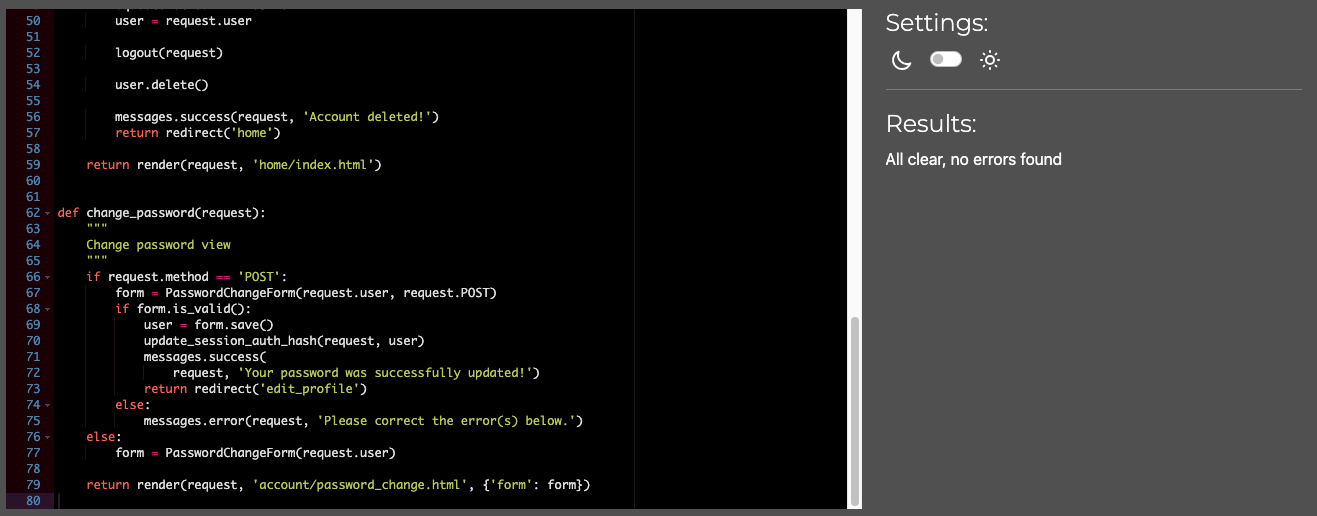 50 user = request.user
51
52 logout(request)
53
54 user.delete()
55
56 messages.success(request, 'Account deleted!')
57 return redirect('home')
58
59 return render(request, 'home/index.html')
60
61
62 def change_password(request):
63 """
64 Change password view
65 """
66 if request.method == 'POST':
67 form = PasswordChangeForm(request.user, request.POST)
68 if form.is_valid():
69 user = form.save()
70 update_session_auth_hash(request, user)
71 messages.success(
72 request, 'Your password was successfully updated!')
73 return redirect('edit_profile')
74 else:
75 messages.error(request, 'Please correct the error(s) below.')
76 else:
77 form = PasswordChangeForm(request.user)
78
79 return render(request, 'account/password_change.html', {'form': form})
80
Settings:
Results:
All clear, no errors found